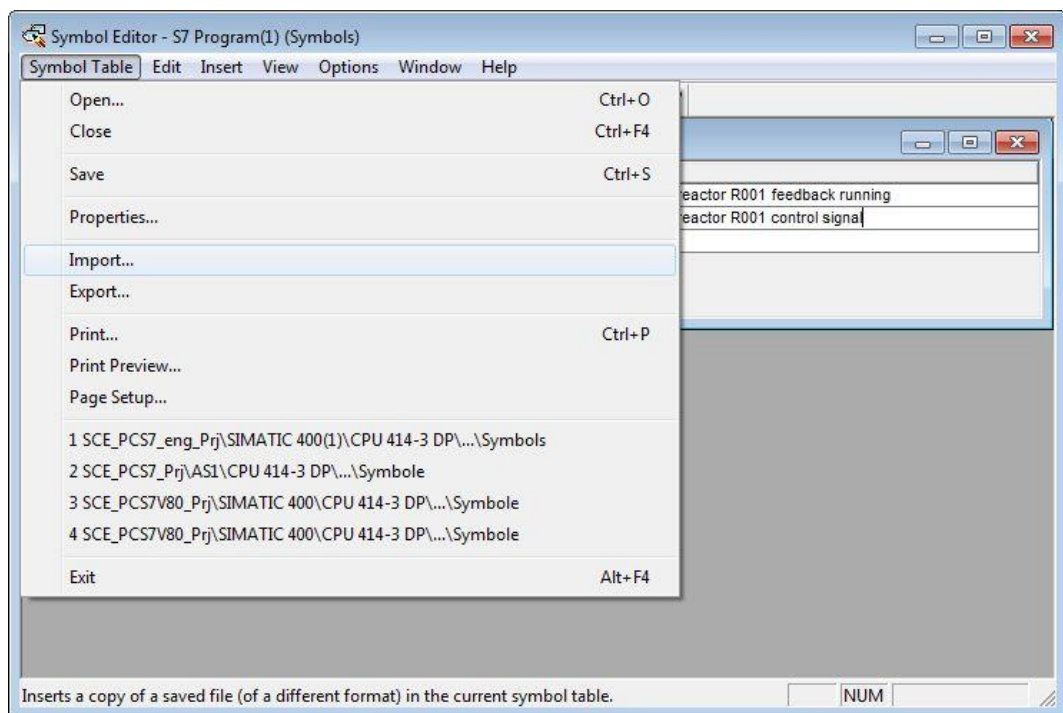 Symbol Editor - S7 Program(1) (Symbols)
Symbol Table Edit Insert View Options Window Help
Open... Ctrl+O
Close Ctrl+F4
Save Ctrl+S
eactor R001 feedback running
Properties...
eactor R001 control signal
Import...
Export...
Print... Ctrl+P
Print Preview...
Page Setup...
1 SCE_PCS7_eng_Prj\SIMATIC 400(1)\CPU 414-3 DP\...\Symbols
2 SCE_PCS7_Prj\AS1\CPU 414-3 DP\...\Symbole
3 SCE_PCS7V80_Prj\SIMATIC 400\CPU 414-3 DP\...\Symbole
4 SCE_PCS7V80_Prj\SIMATIC 400\CPU 414-3 DP\...\Symbole
Exit Alt+F4
Inserts a copy of a saved file (of a different format) in the current symbol table. NUM